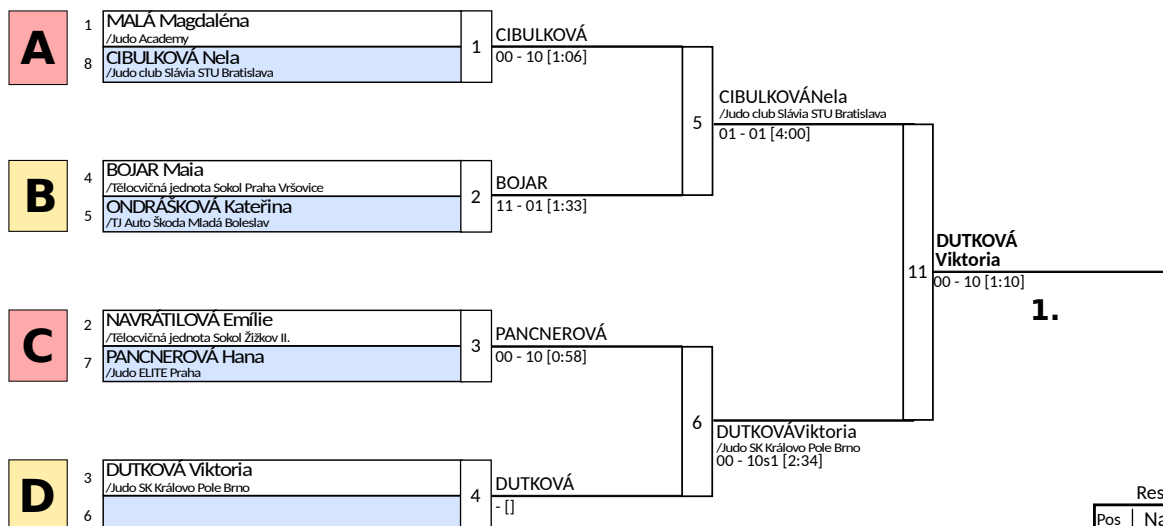 A
1
MALÁ Magdaléna
/Judo Academy
8
CIBULKOVÁ Nela
/Judo club Slávia STU Bratislava
1
CIBULKOVÁ
00 - 10 [1:06]
B
4
BOJAR Maia
/Tělocvičná jednota Sokol Praha Vršovice
5
ONDRÁŠKOVÁ Kateřina
/TJ Auto Škoda Mladá Boleslav
2
BOJAR
11 - 01 [1:33]
5
CIBULKOVÁNela
/Judo club Slávia STU Bratislava
01 - 01 [4:00]
C
2
NAVRÁTILOVÁ Emílie
/Tělocvičná jednota Sokol Žižkov II.
7
PANCNEROVÁ Hana
/Judo ELITE Praha
3
PANCNEROVÁ
00 - 10 [0:58]
D
3
DUTKOVÁ Viktoria
/Judo SK Královo Pole Brno
6
4
DUTKOVÁ
- []
6
DUTKOVÁViktoria
/Judo SK Královo Pole Brno
00 - 10s1 [2:34]
11
DUTKOVÁ
Viktoria
00 - 10 [1:10]
1.
Res
Pos
Na